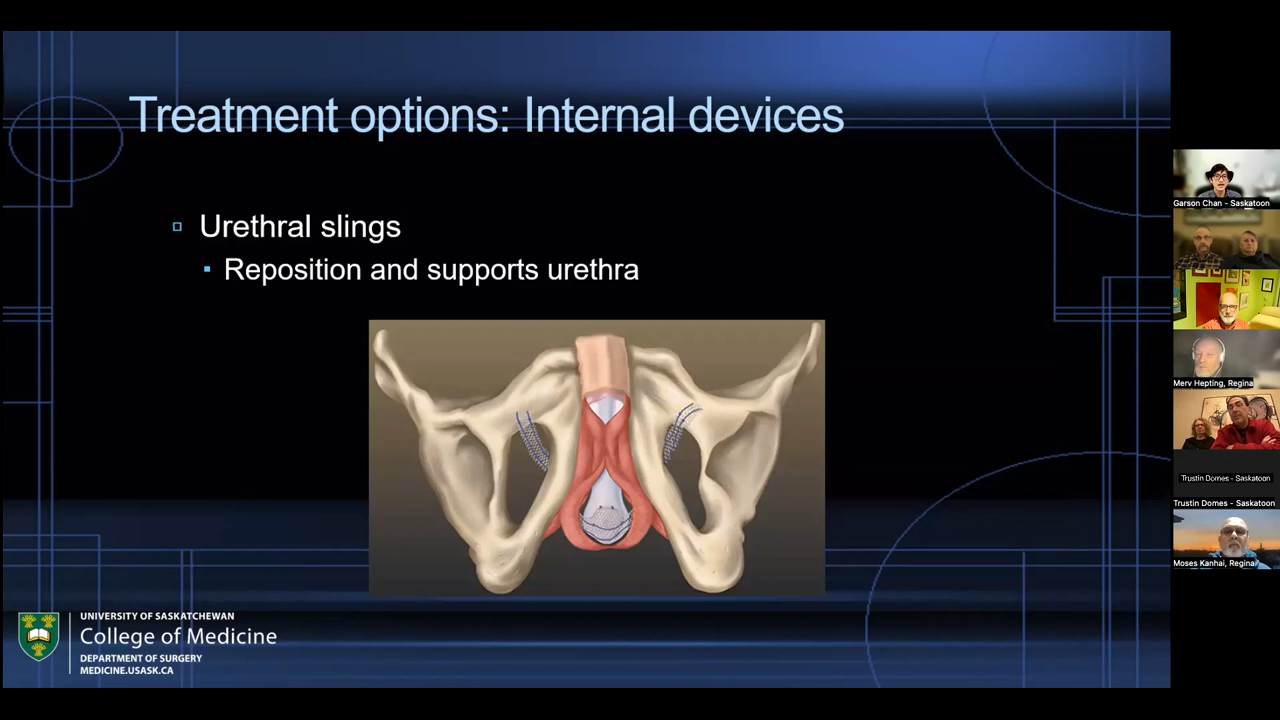 Treatment options: Internal devices
Urethral slings
Reposition and supports urethra
UNIVERSITY OF SASKATCHEWAN
College of Medicine
DEPARTMENT OF SURGERY
MEDICINE.USASK.CA
Garson Chan - Saskatoon
Merv Hepting, Regina
Trustin Domes - Saskatoon
Trustin Domes - Saskatoon
Moses Kanhai, Regina